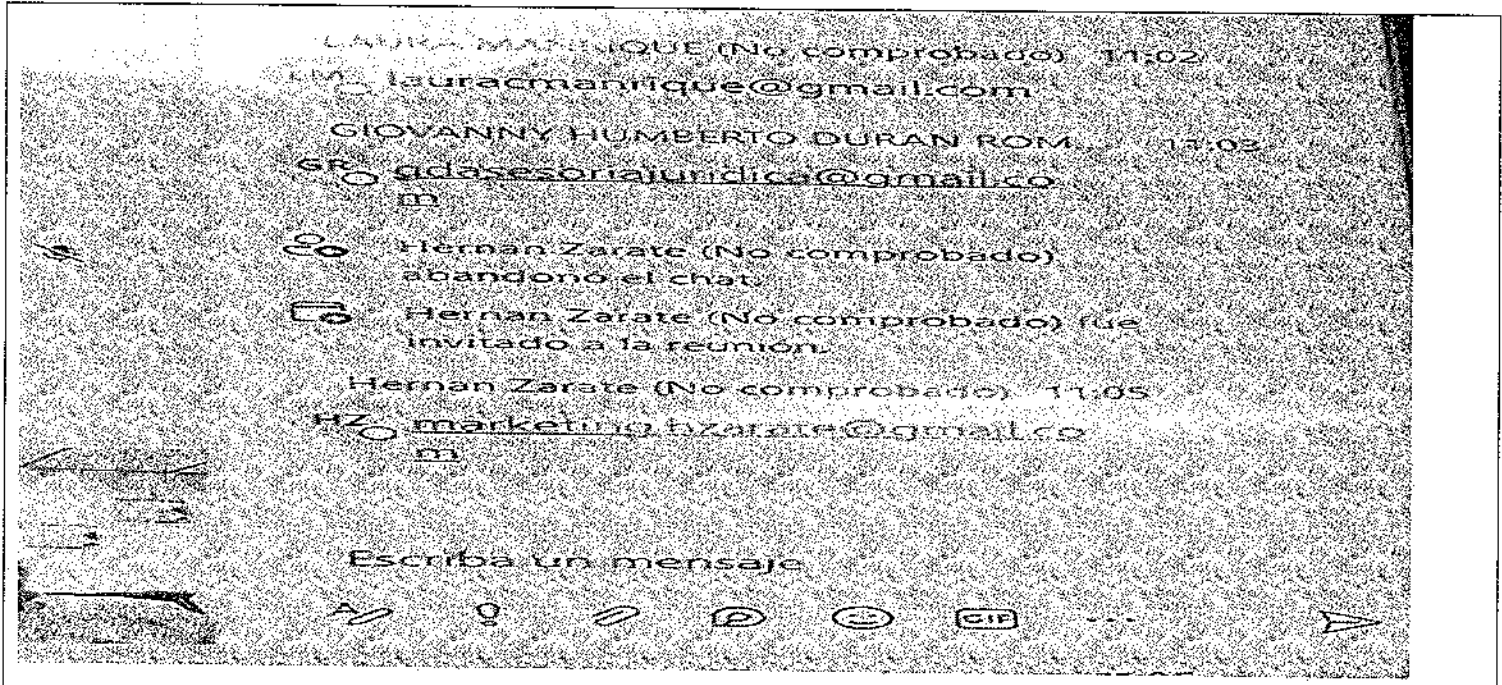 LAURA MANRIQUE (No comprobado) 11:02
LM lauracmanrique@gmail.com
GIOVANNY HUMBERTO DURAN ROM... 11:03
GR gdasesoriajuridica@gmail.co
m
Hernan Zarate (No comprobado)
abandonó el chat.
Hernan Zarate (No comprobado) fue
invitado a la reunión.
Hernan Zarate (No comprobado) 11:05
HZ marketing.hzarate@gmail.co
m
Escriba un mensaje
GIF